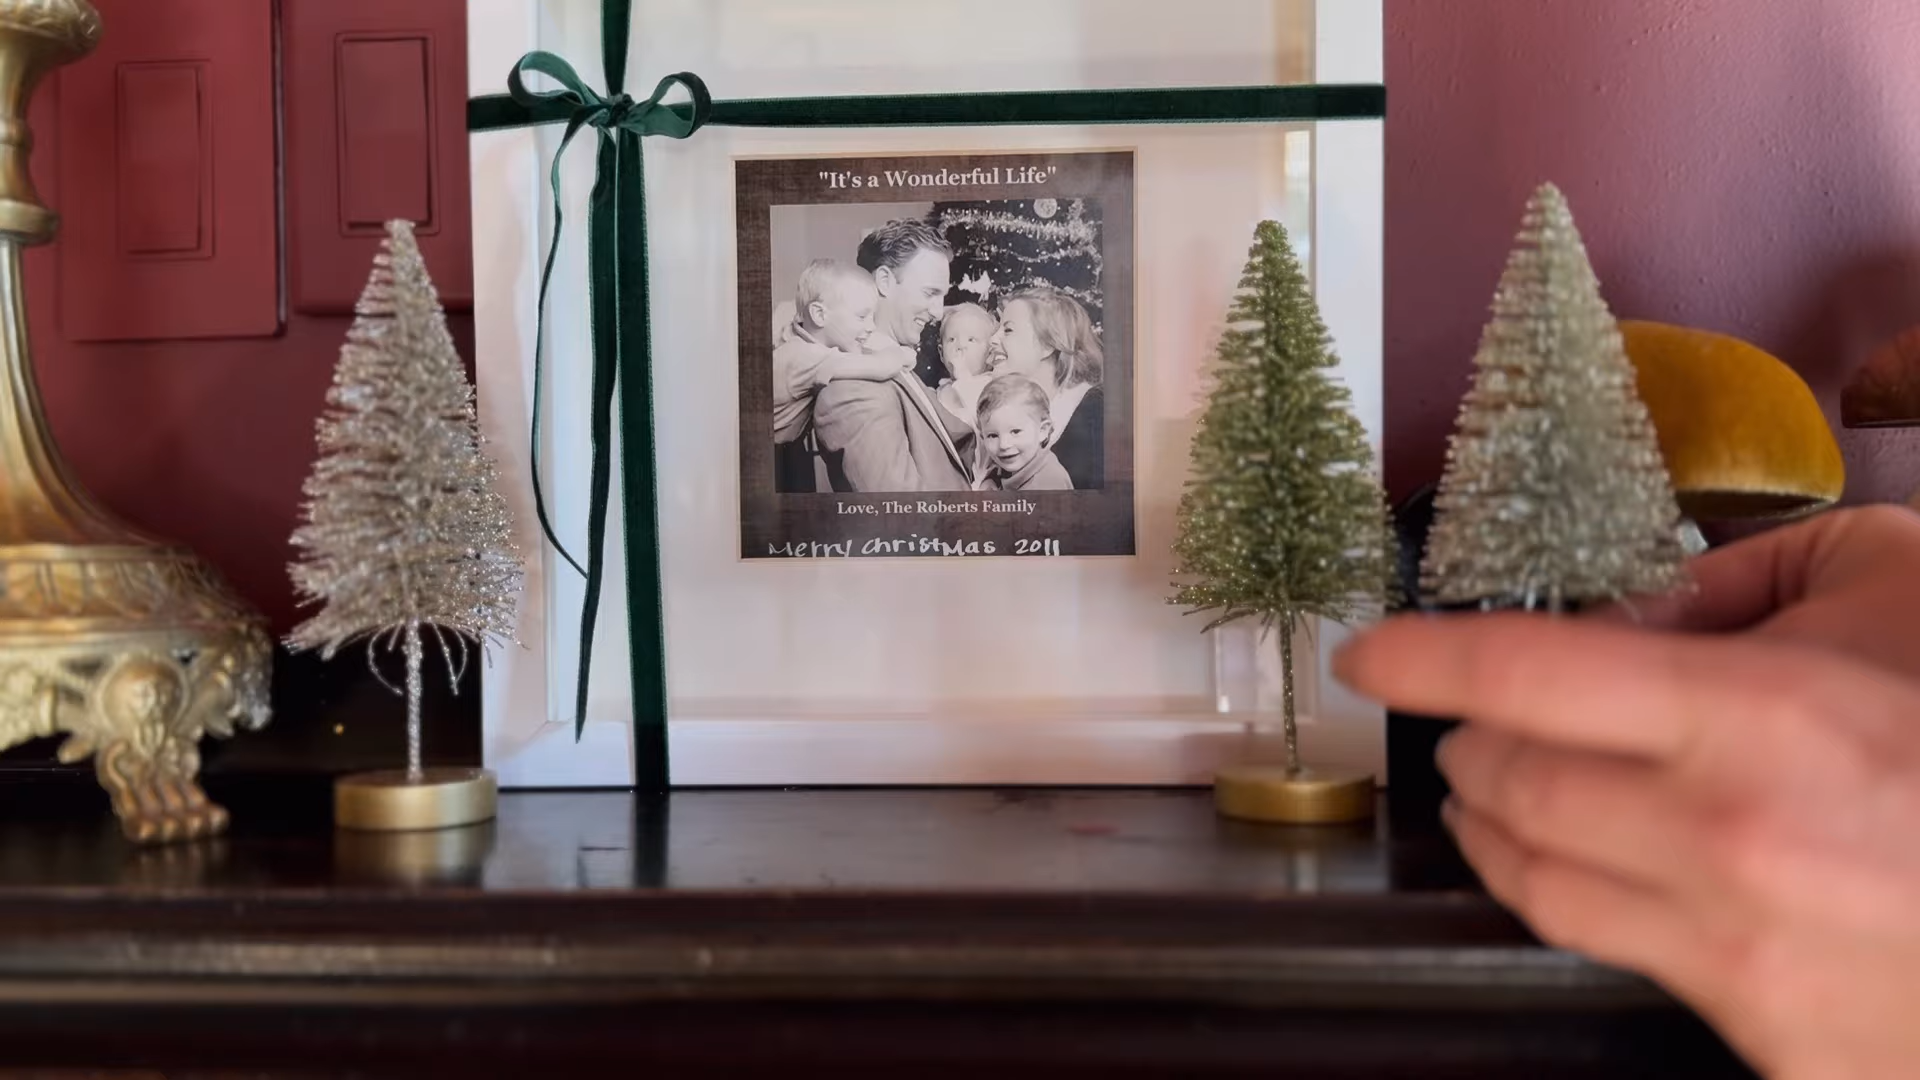 "It's a Wonderful Life"
Love, The Roberts Family
Merry Christmas 2011